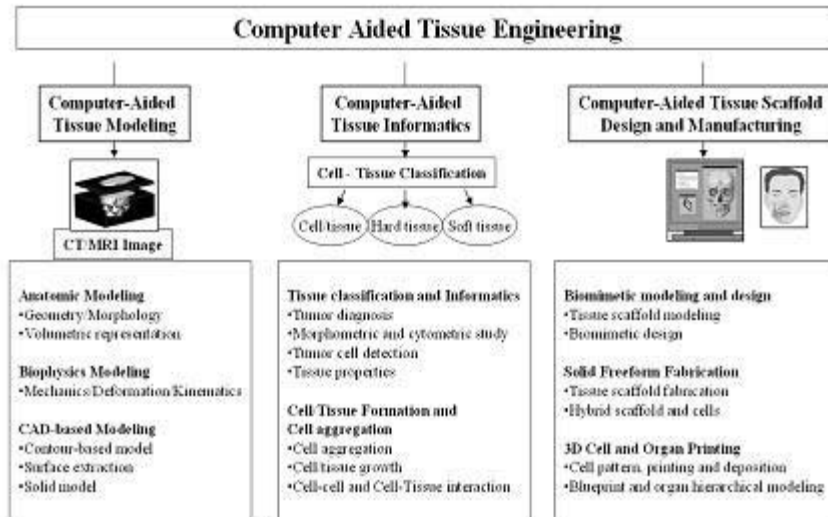 Computer Aided Tissue Engineering
Computer-Aided
Tissue Modeling
CT/MRI Image
Anatomic Modeling
•Geometry/Morphology
•Volumetric representation
Biophysics Modeling
•Mechanics/Deformation/Kinematics
CAD-based Modeling
•Contour-based model
•Surface extraction
•Solid model
Computer-Aided
Tissue Informatics
Cell - Tissue Classification
Cell/tissue
Hard tissue
Soft tissue
Tissue classification and Informatics
•Tumor diagnosis
•Morphometric and cytometric study
•Tumor cell detection
•Tissue properties
Cell/Tissue Formation and
Cell aggregation
•Cell aggregation
•Cell/tissue growth
•Cell-cell and Cell-Tissue interaction
Computer-Aided Tissue Scaffold
Design and Manufacturing
Biomimetic modeling and design
•Tissue scaffold modeling
•Biomimetic design
Solid Freeform Fabrication
•Tissue scaffold fabrication
•Hybrid scaffold and cells
3D Cell and Organ Printing
•Cell pattern, printing and deposition
•Blueprint and organ hierarchical modeling